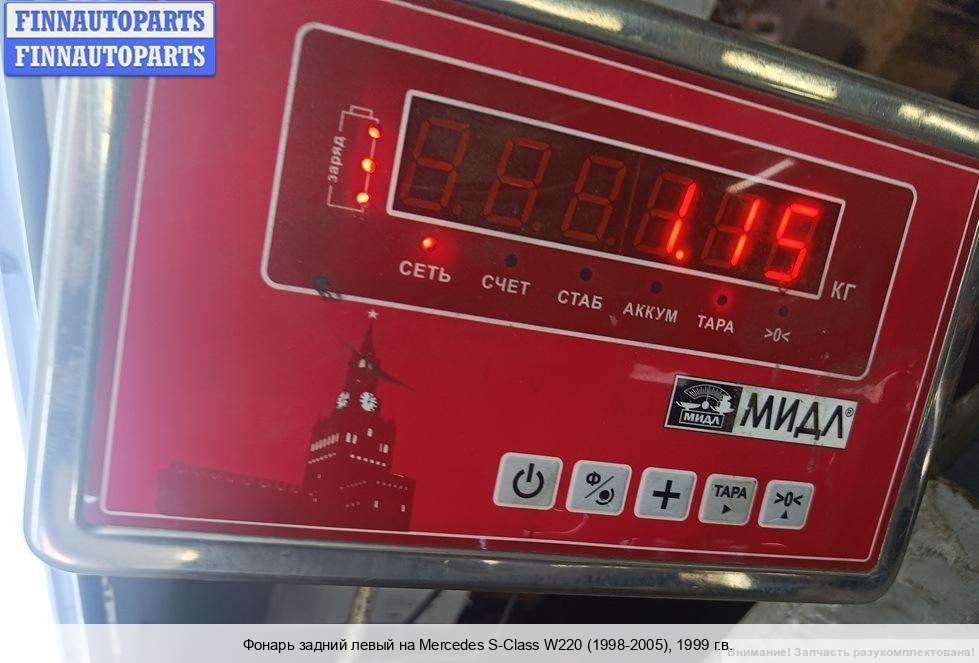 FINNAUTOPARTS
FINNAUTOPARTS
заряд
1.15
КГ
СЕТЬ
СЧЕТ
СТАБ
АККУМ
ТАРА
>0<
МИДЛ
МИДЛ®
Ф
+
ТАРА
>0<
Фонарь задний левый на Mercedes S-Class W220 (1998-2005), 1999 г.в.
Внимание! Запчасть разукомплектована!